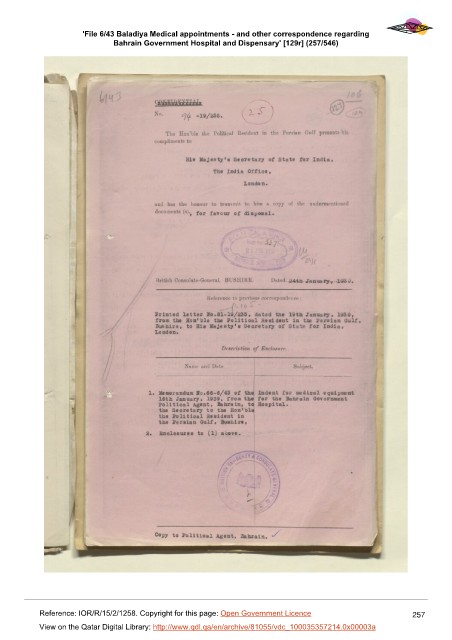 'File 6/43 Baladiya Medical appointments - and other correspondence regarding
Bahrain Government Hospital and Dispensary' [129r] (257/546)
6/43
106
No. 74 -19/128.
25
The Hon'ble the Political Resident in the Persian Gulf presents his
compliments to
His Majesty's Secretary of State for India,
The India Office,
London.
and has the honour to transmit to him a copy of the undermentioned
document (s), for favour of disposal.
British Consulate-General, BUSHIRE.
Dated 24th January,
Reference to previous correspondence:
Printed Letter dated the 19th January,
from the Hon'ble the Political Resident in the Persian Gulf,
Bushire, to His Majesty's Secretary of State for India,
London.
Description of Enclosure.
Name and Date. Subject.
1. Memorandum of the Indent for medical equipment
January, from the for the Bahrain Government
Political Agent, Bahrain, to Hospital.
the Secretary to the Hon'ble
the Political Resident in
the Persian Gulf, Bushire.
2. Enclosures to (1) above.
Copy to Political Agent, Bahrain.
Reference: IOR/R/15/2/1258. Copyright for this page: Open Government Licence
257
View on the Qatar Digital Library: http://www.qdl.qa/en/archive/81055/vdc_100035357214.0x00003a